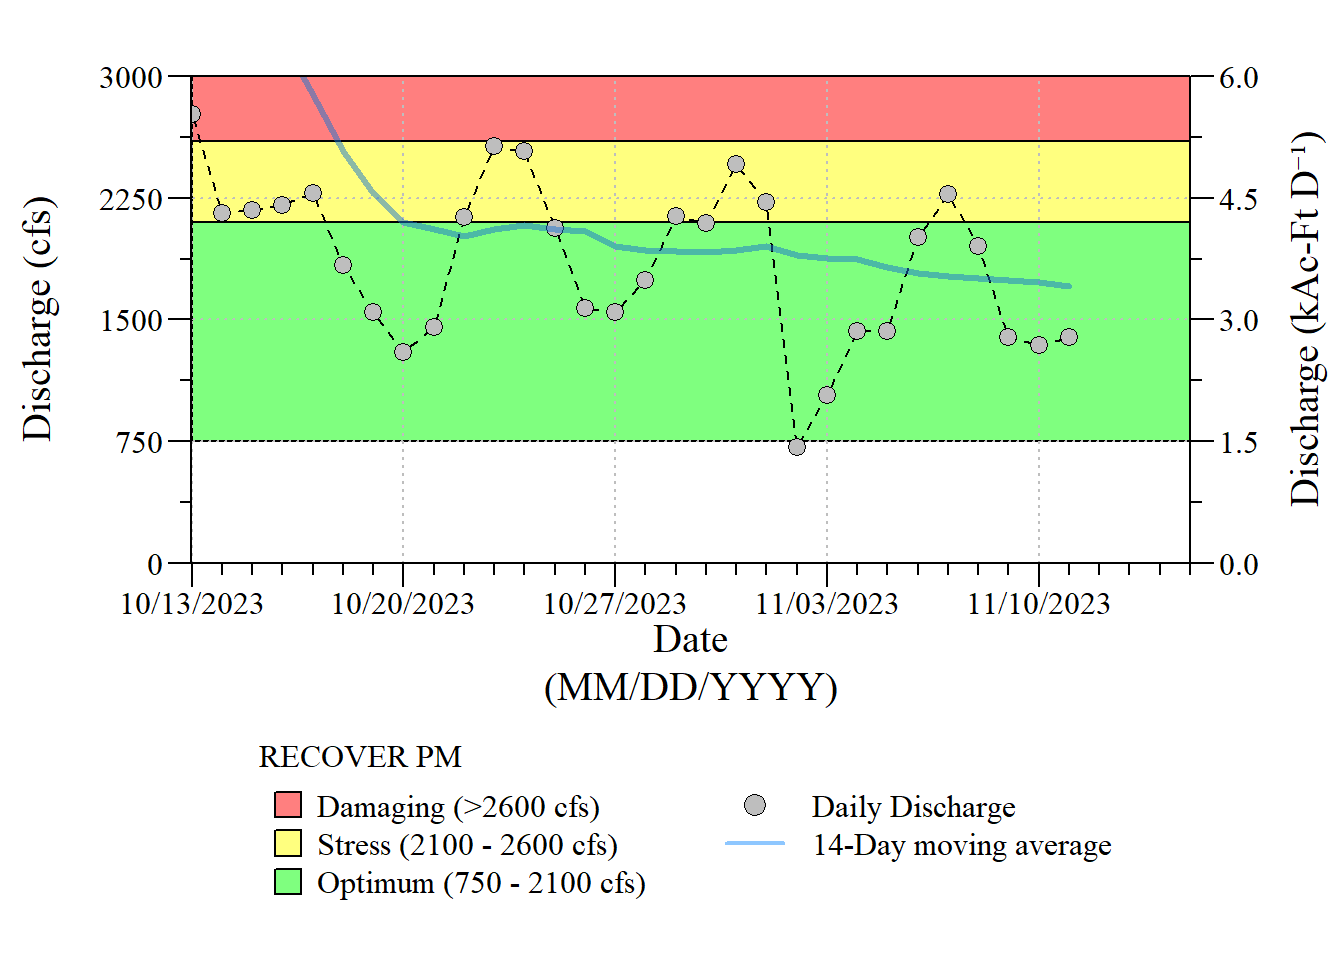 3000
2250
1500
750
0
6.0
4.5
3.0
1.5
0.0
Discharge (cfs)
Discharge (kAc-Ft D⁻¹)
10/13/2023
10/20/2023
10/27/2023
11/03/2023
11/10/2023
Date
(MM/DD/YYYY)
RECOVER PM
Damaging (>2600 cfs)
Stress (2100 - 2600 cfs)
Optimum (750 - 2100 cfs)
Daily Discharge
14-Day moving average